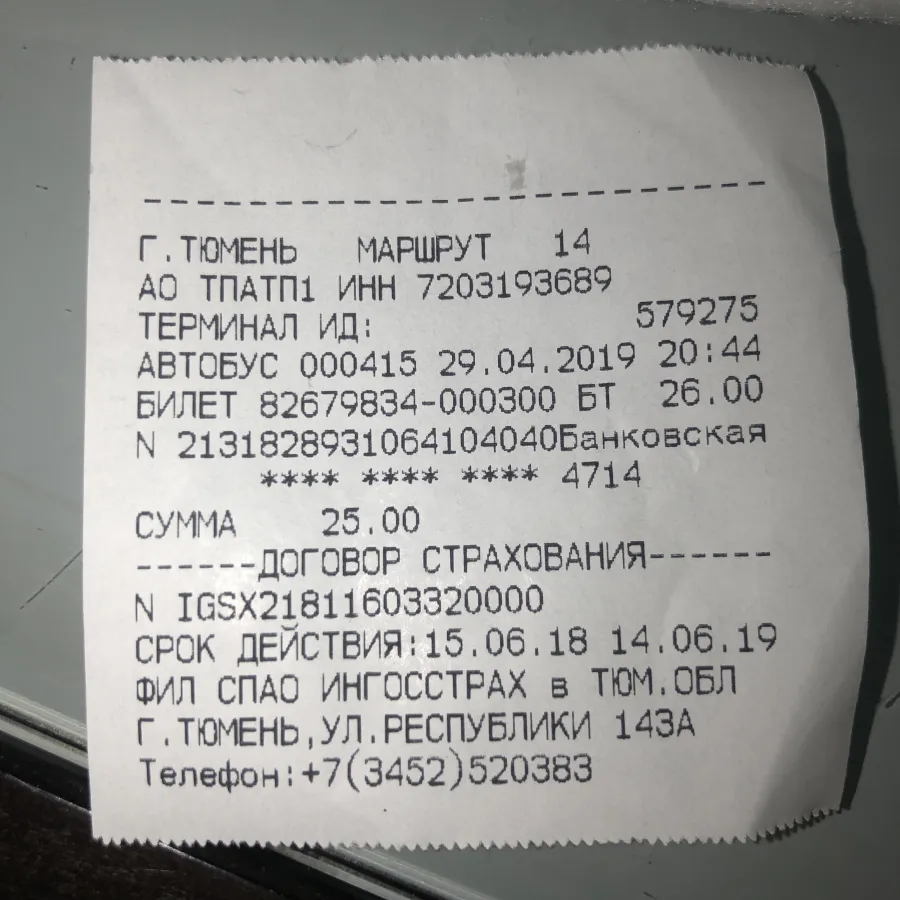 --------------------------
Г.ТЮМЕНЬ МАРШРУТ 14
АО ТПАТП1 ИНН 7203193689
ТЕРМИНАЛ ИД: 579275
АВТОБУС 000415 29.04.2019 20:44
БИЛЕТ 82679834-000300 БТ 26.00
N 21318289310641040​40Банковская
**** **** **** 4714
СУММА 25.00
------ДОГОВОР СТРАХОВАНИЯ------
N IGSX21811603320000
СРОК ДЕЙСТВИЯ:15.06.18 14.06.19
ФИЛ СПАО ИНГОССТРАХ в ТЮМ.ОБЛ
Г.ТЮМЕНЬ,УЛ.РЕСПУБЛИКИ 143А
Телефон:+7(3452)520383